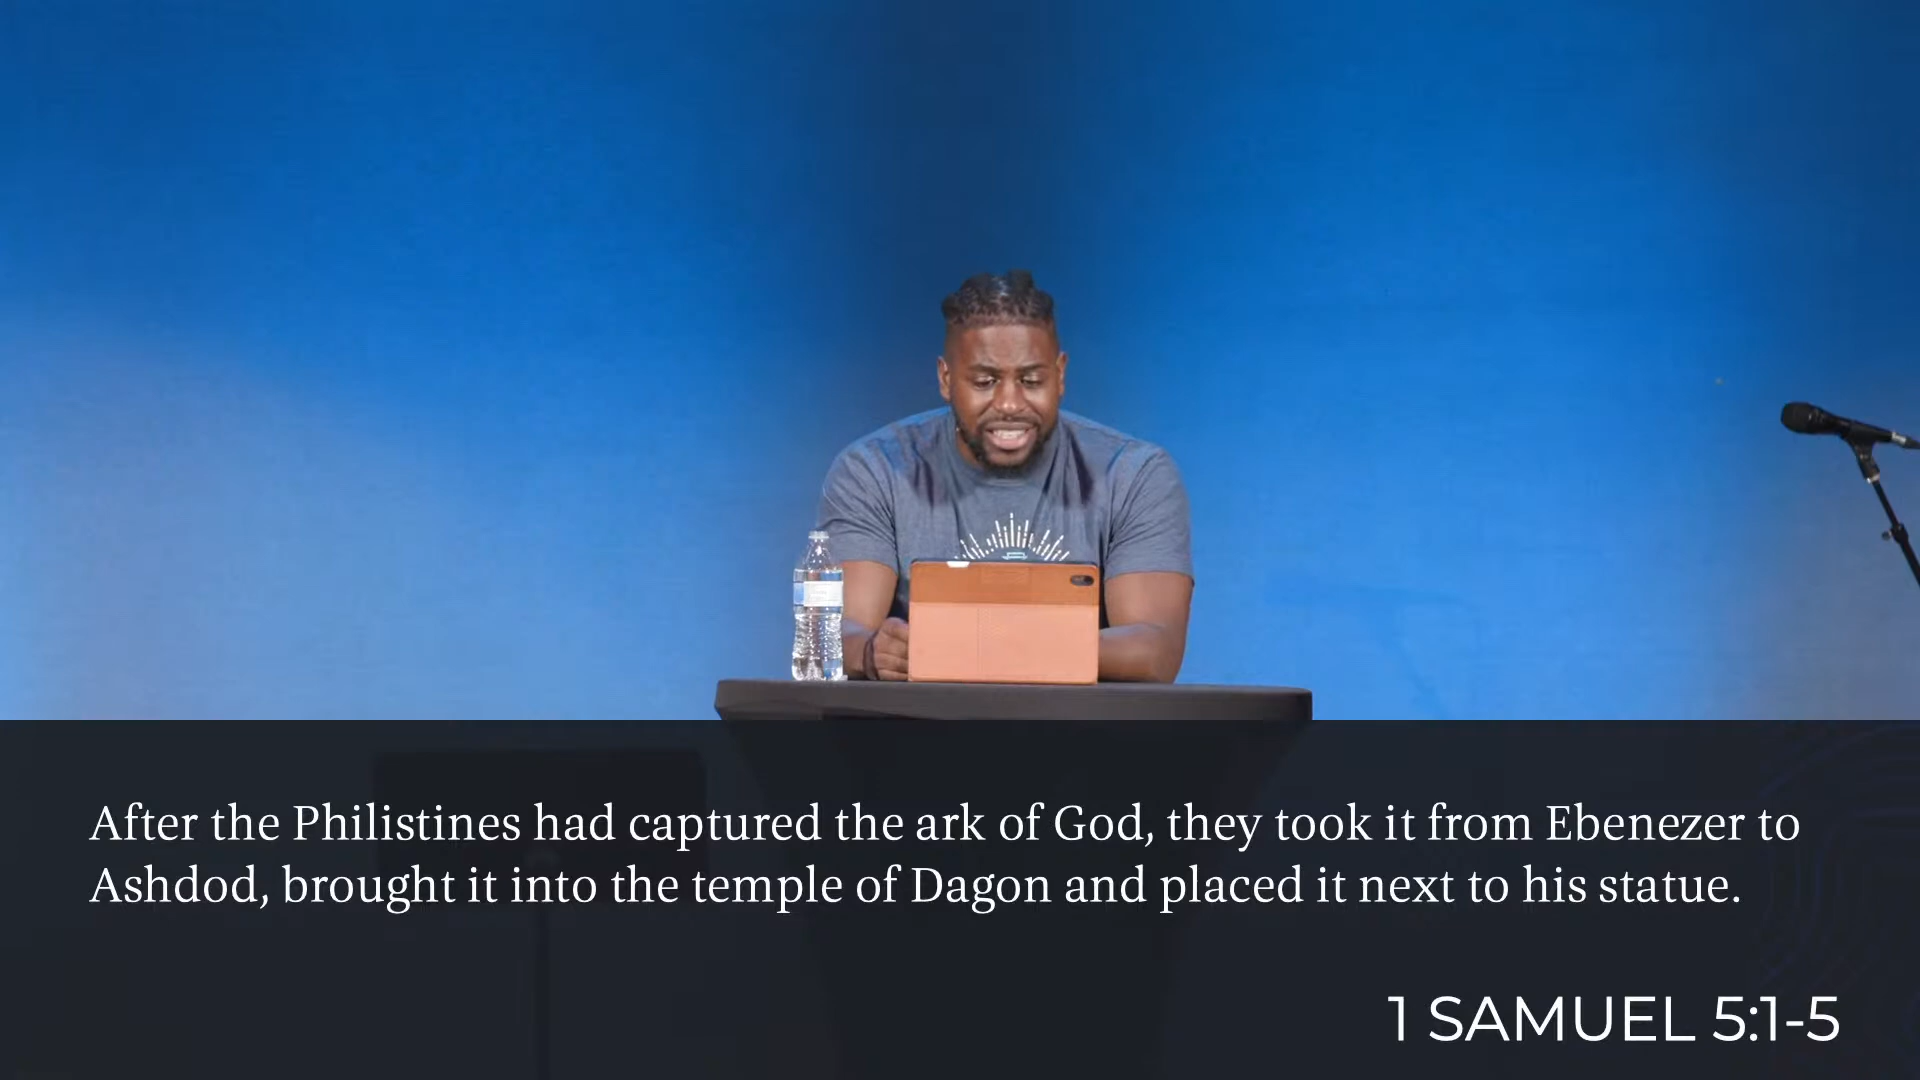 After the Philistines had captured the ark of God, they took it from Ebenezer to
Ashdod, brought it into the temple of Dagon and placed it next to his statue.
1 SAMUEL 5:1-5